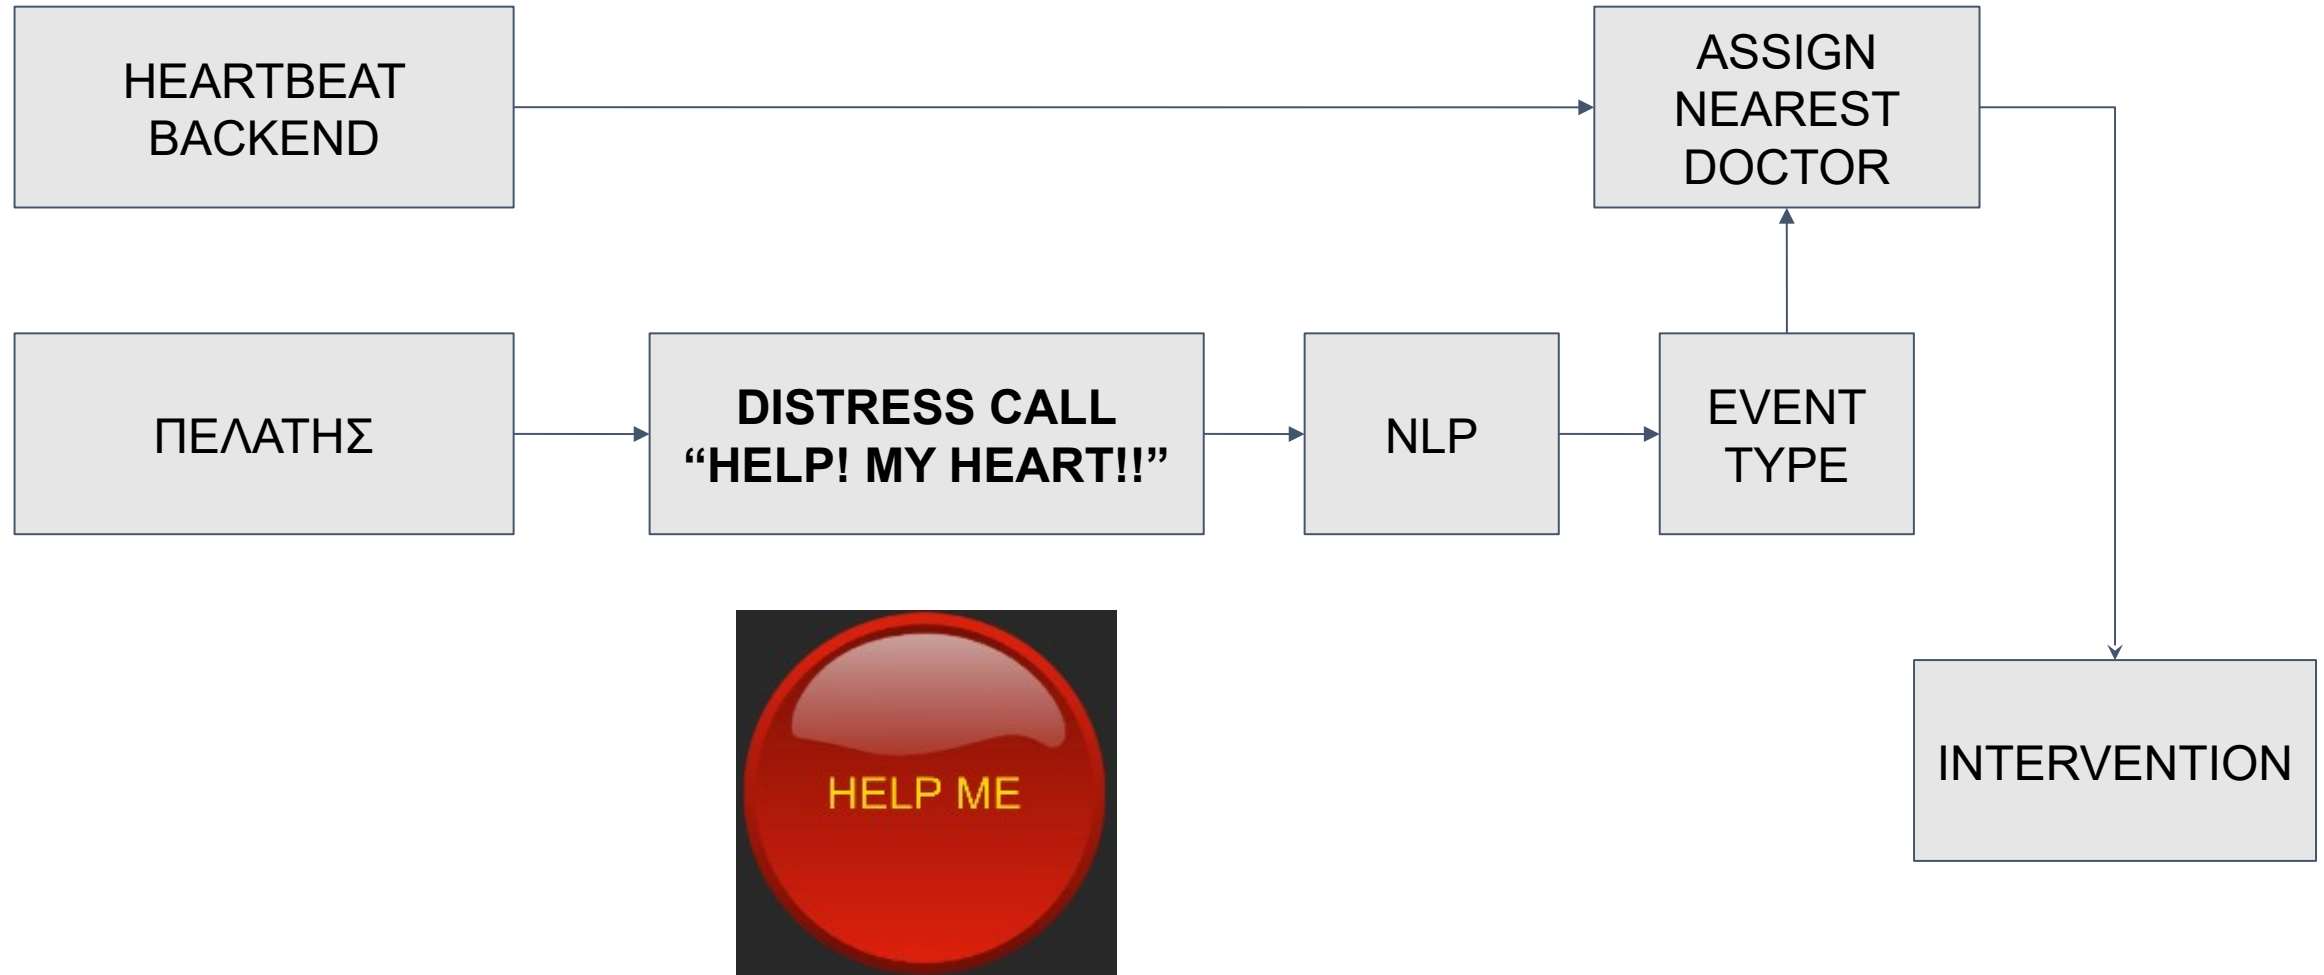 HEARTBEAT
BACKEND
ASSIGN
NEAREST
DOCTOR
ΠΕΛΑΤΗΣ
DISTRESS CALL
“HELP! MY HEART!!”
NLP
EVENT
TYPE
HELP ME
INTERVENTION